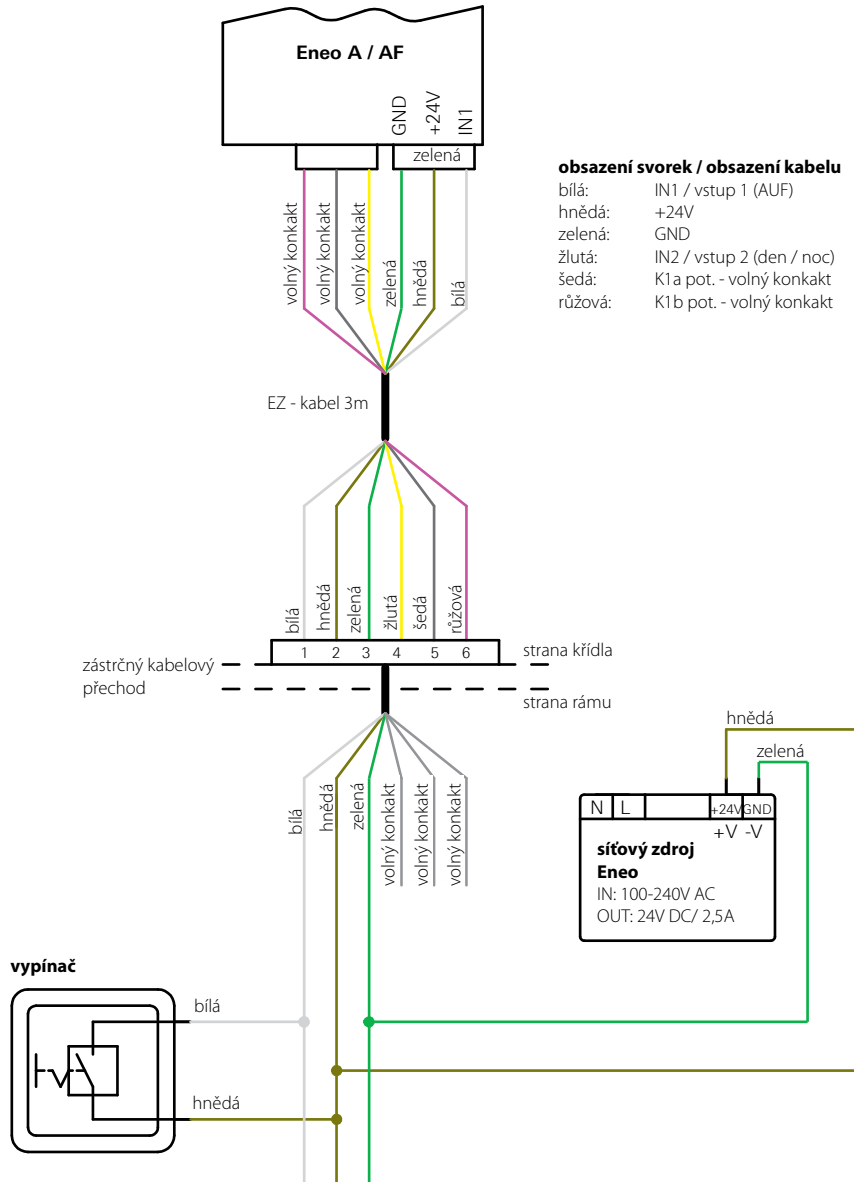 Eneo A / AF
GND
+24V
IN1
zelená
obsazení svorek / obsazení kabelu
bílá: IN1 / vstup 1 (AUF)
hnědá: +24V
zelená: GND
žlutá: IN2 / vstup 2 (den / noc)
šedá: K1a pot. - volný konkakt
růžová: K1b pot. - volný konkakt
volný konkakt
volný konkakt
volný konkakt
zelená
hnědá
bílá
EZ - kabel 3m
bílá
hnědá
zelená
žlutá
šedá
růžová
1 2 3 4 5 6
strana křídla
zástrčný kabelový
přechod
strana rámu
bílá
hnědá
zelená
volný konkakt
volný konkakt
volný konkakt
hnědá
zelená
N L +24V GND
+V -V
síťový zdroj
Eneo
IN: 100-240V AC
OUT: 24V DC/ 2,5A
vypínač
bílá
hnědá